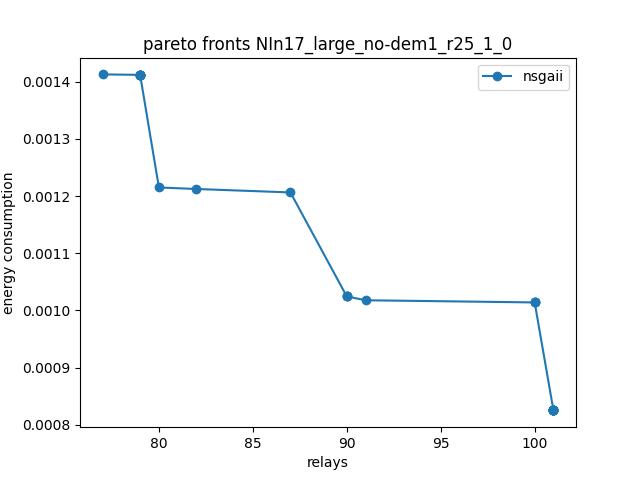 pareto fronts NIn17_large_no-dem1_r25_1_0
nsgaii
0.0014
0.0013
0.0012
0.0011
0.0010
0.0009
0.0008
energy consumption
80 85 90 95 100
relays